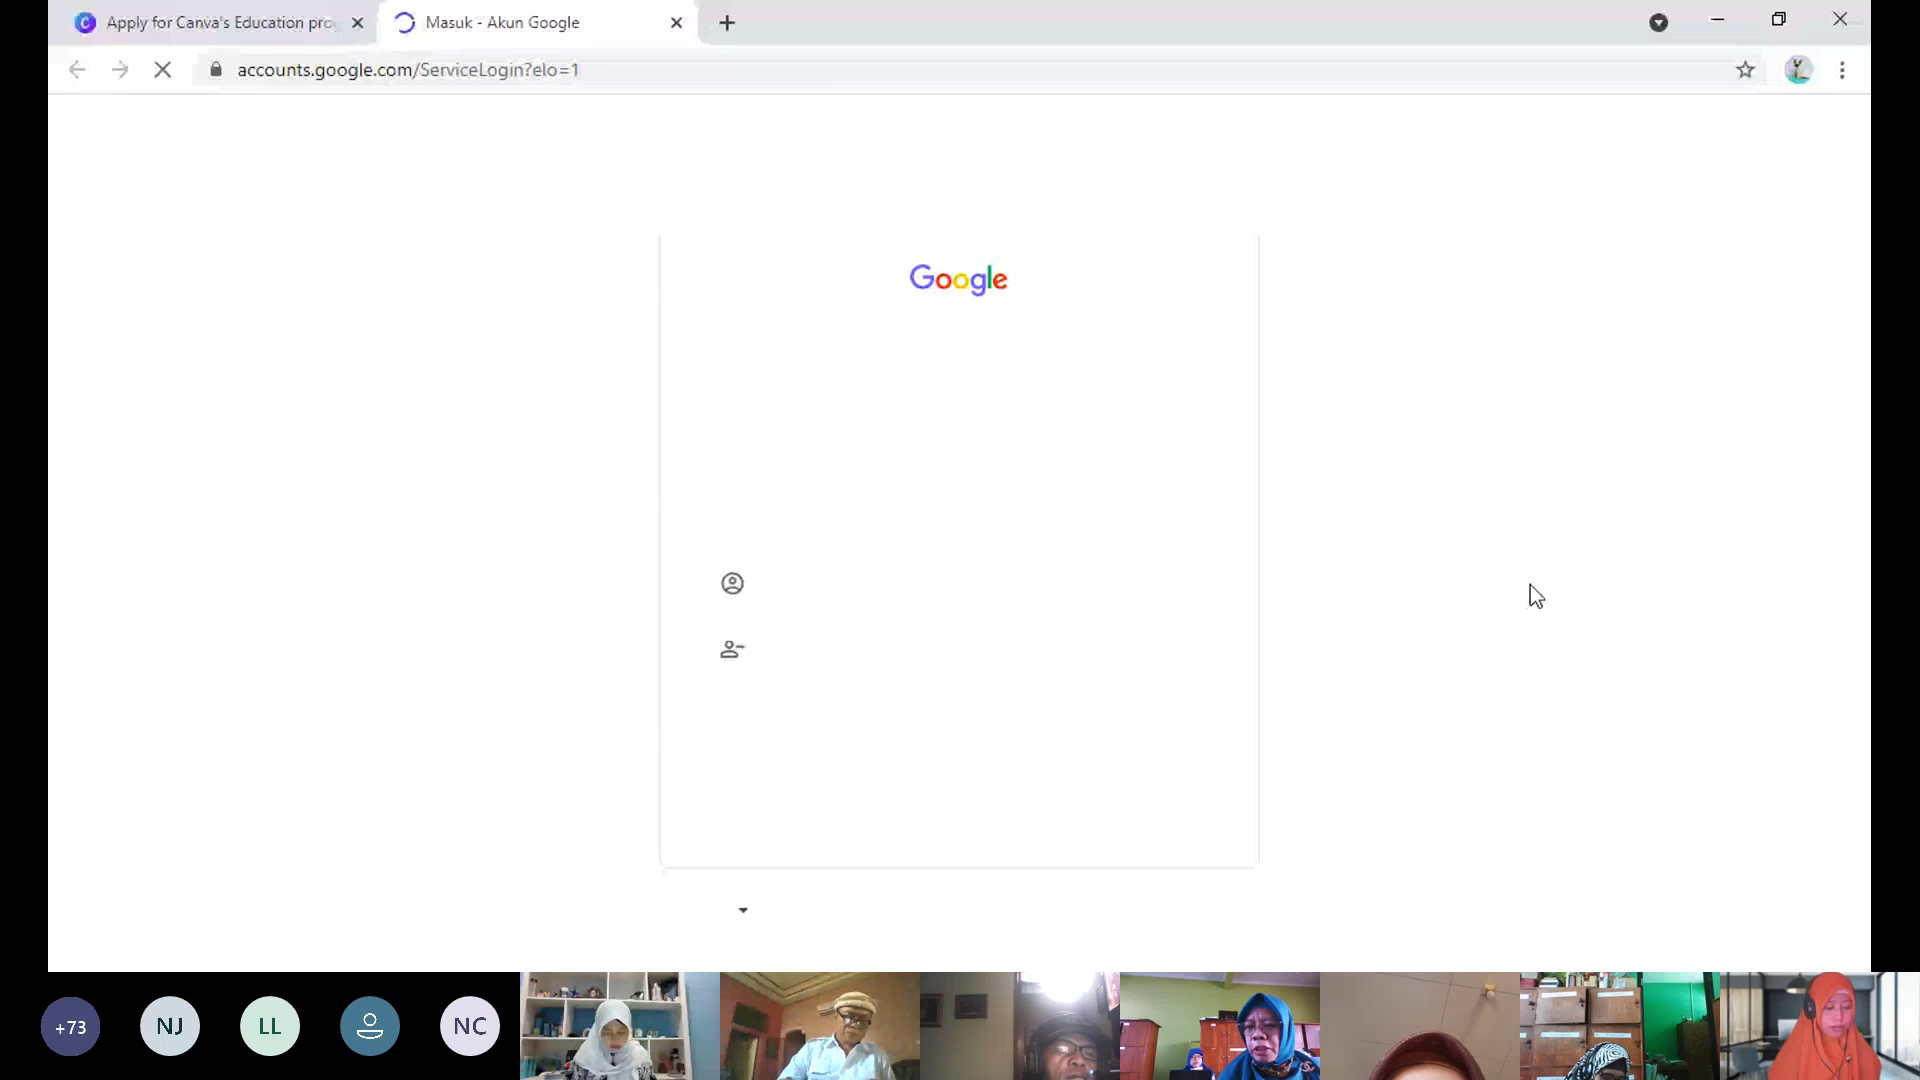 Apply for Canva's Education pro
Masuk - Akun Google
accounts.google.com/ServiceLogin?elo=1
Google
+73
NJ
LL
NC